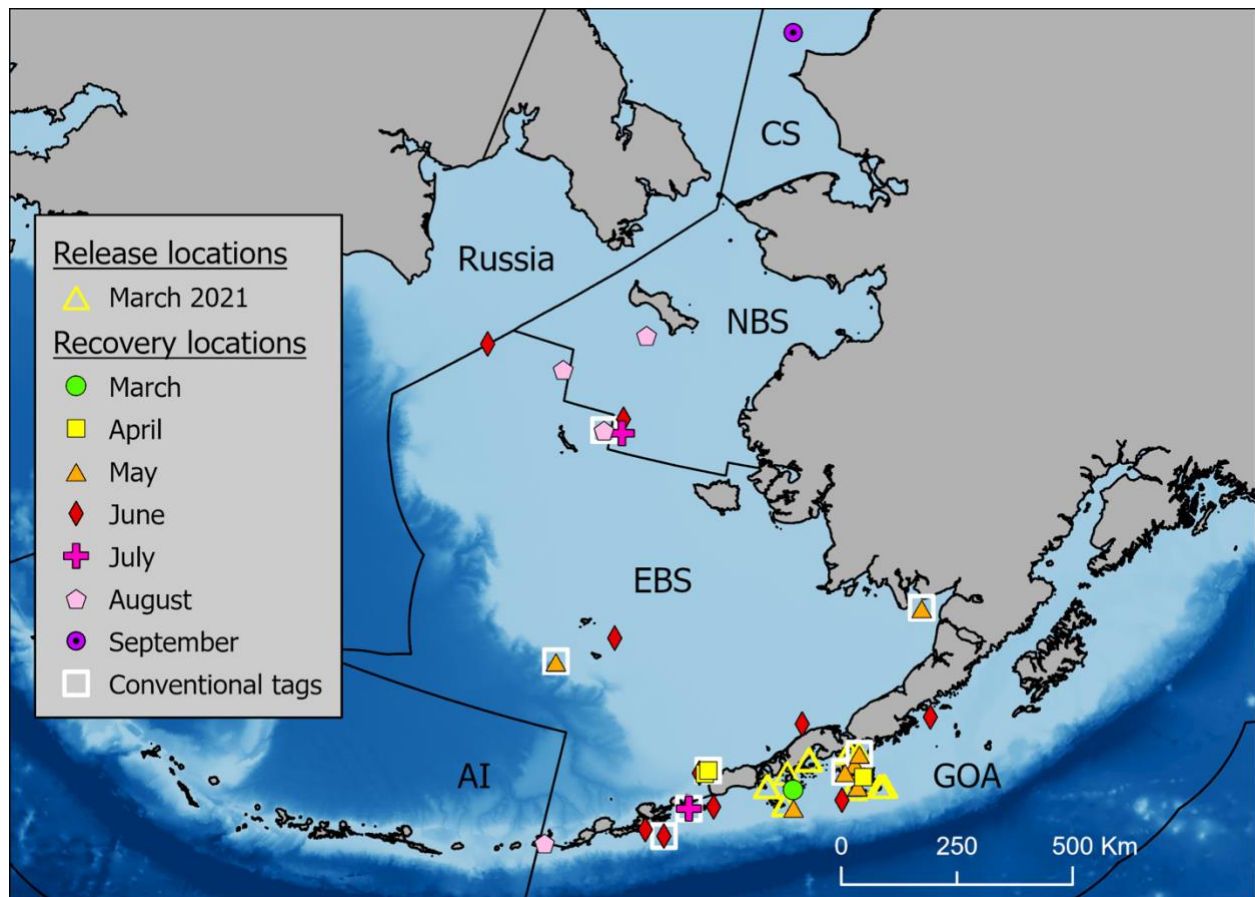 CS
Russia
NBS
Release locations
March 2021
Recovery locations
March
April
May
June
July
August
September
Conventional tags
EBS
AI
GOA
0 250 500 Km